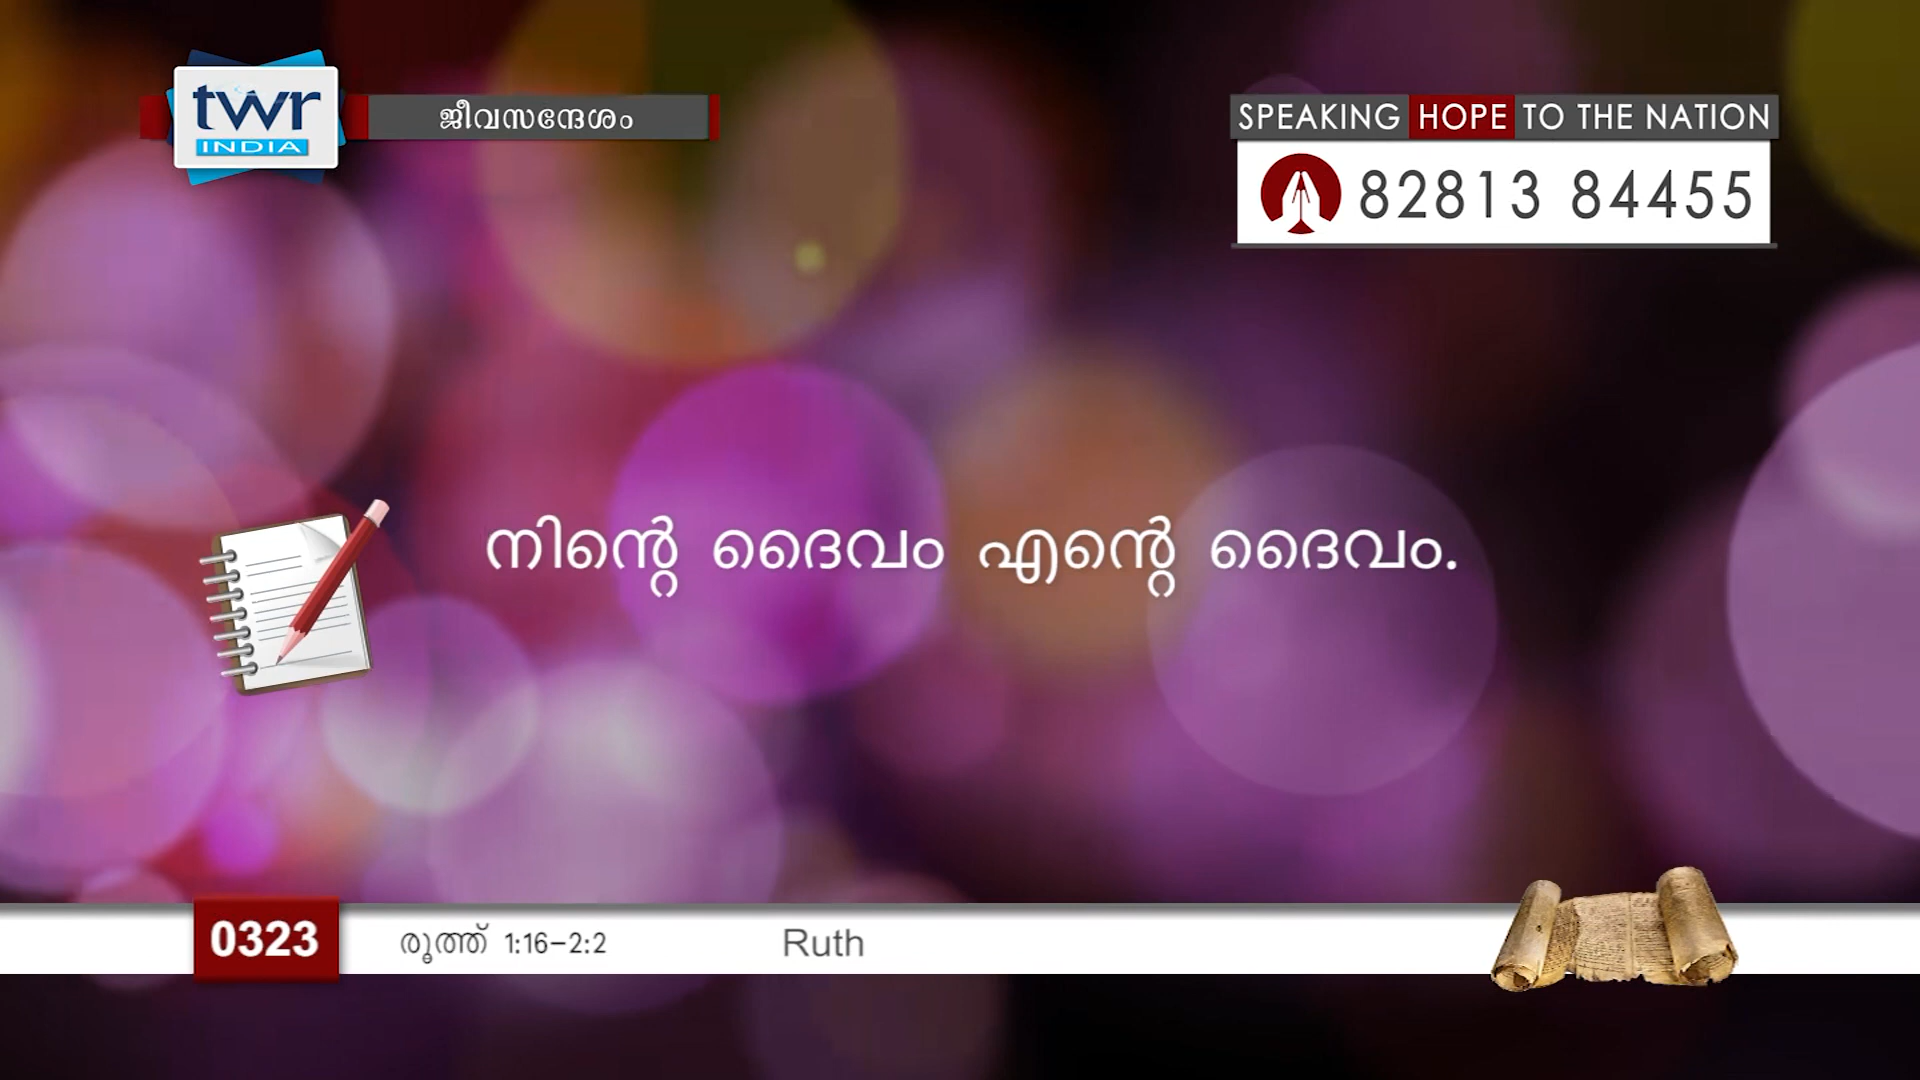 twr
INDIA
ജീവസന്ദേശം
SPEAKING HOPE TO THE NATION
82813 84455
നിന്റെ ദൈവം എന്റെ ദൈവം.
0323
രൂത്ത് 1:16-2:2
Ruth